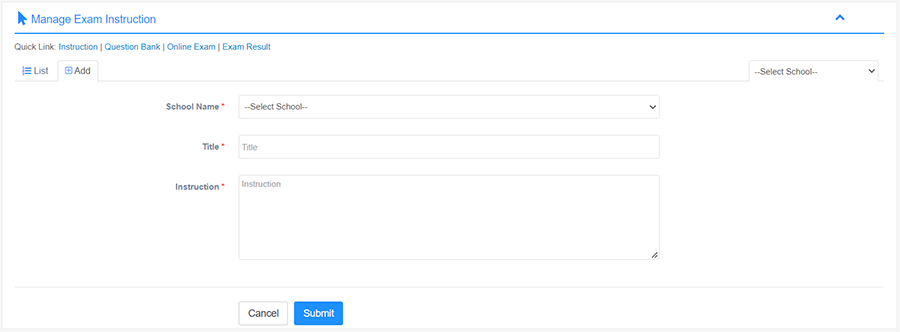 Manage Exam Instruction
Quick Link: Instruction | Question Bank | Online Exam | Exam Result
List Add --Select School--
School Name * --Select School--
Title * Title
Instruction * Instruction
Cancel Submit